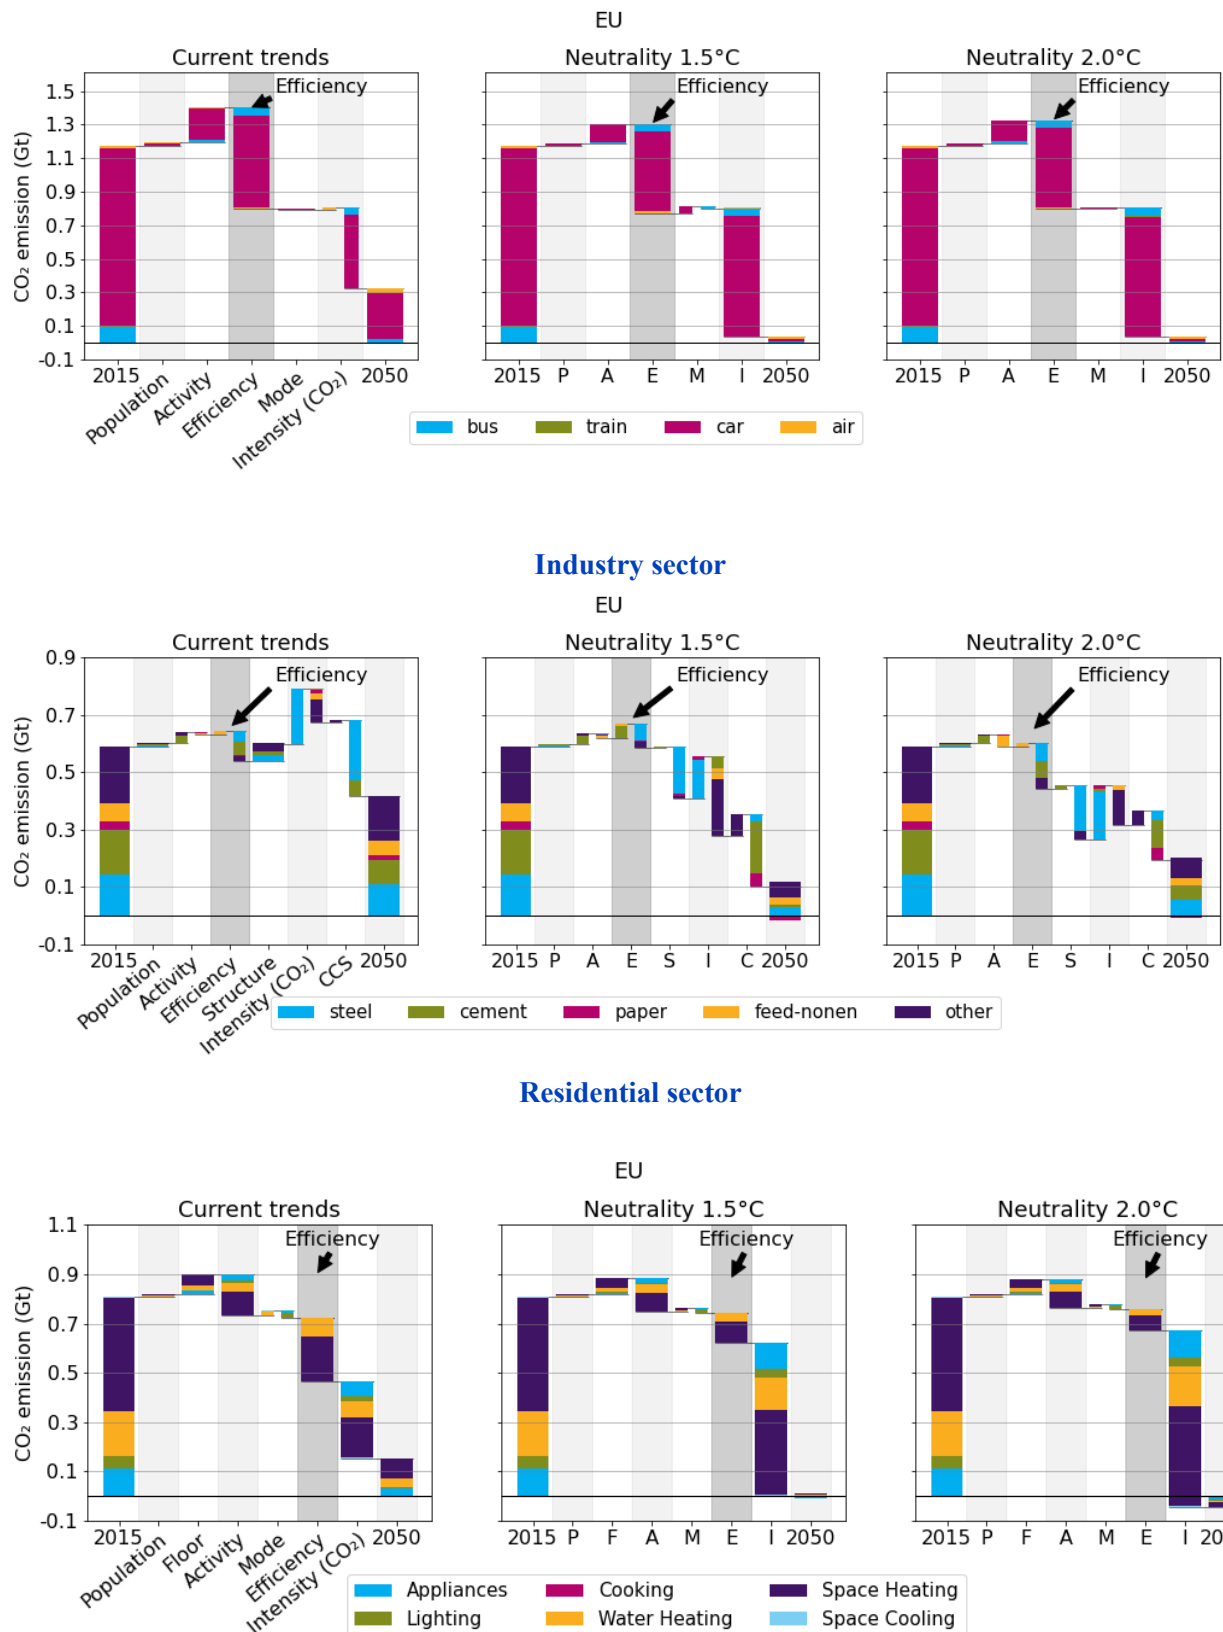 EU
Current trends
Neutrality 1.5°C
Neutrality 2.0°C
Efficiency
Efficiency
Efficiency
CO₂ emission (Gt)
1.5
1.3
1.1
0.9
0.7
0.5
0.3
0.1
-0.1
2015 Population Activity Efficiency Mode Intensity (CO₂) 2050
2015 P A E M I 2050
2015 P A E M I 2050
bus train car air
Industry sector
EU
Current trends
Neutrality 1.5°C
Neutrality 2.0°C
Efficiency
Efficiency
Efficiency
CO₂ emission (Gt)
0.9
0.7
0.5
0.3
0.1
-0.1
2015 Population Activity Efficiency Structure Intensity (CO₂) CCS 2050
2015 P A E S I C 2050
2015 P A E S I C 2050
steel cement paper feed-nonen other
Residential sector
EU
Current trends
Neutrality 1.5°C
Neutrality 2.0°C
Efficiency
Efficiency
Efficiency
CO₂ emission (Gt)
1.1
0.9
0.7
0.5
0.3
0.1
-0.1
2015 Population Floor Activity Mode Efficiency Intensity (CO₂) 2050
2015 P F A M E I 2050
2015 P F A M E I 20
Appliances Cooking Space Heating
Lighting Water Heating Space Cooling